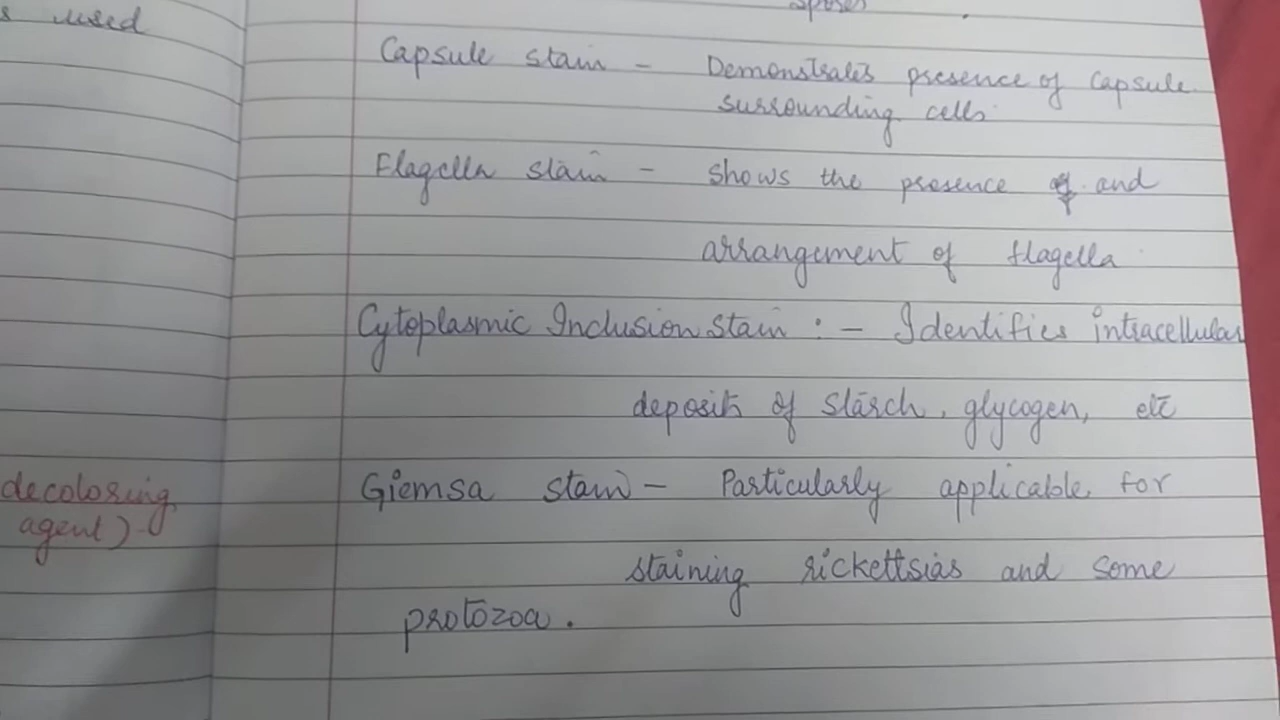 s used
spores
Capsule stain - Demonstrates presence of capsule
surrounding cells.
Flagella stain - shows the presence of and
arrangement of flagella
Cytoplasmic Inclusion Stain : - Identifies intracellular
deposits of starch, glycogen, etc
Giemsa stain - Particularly applicable for
staining rickettsias and some
protozoa.
decoloring
agent).